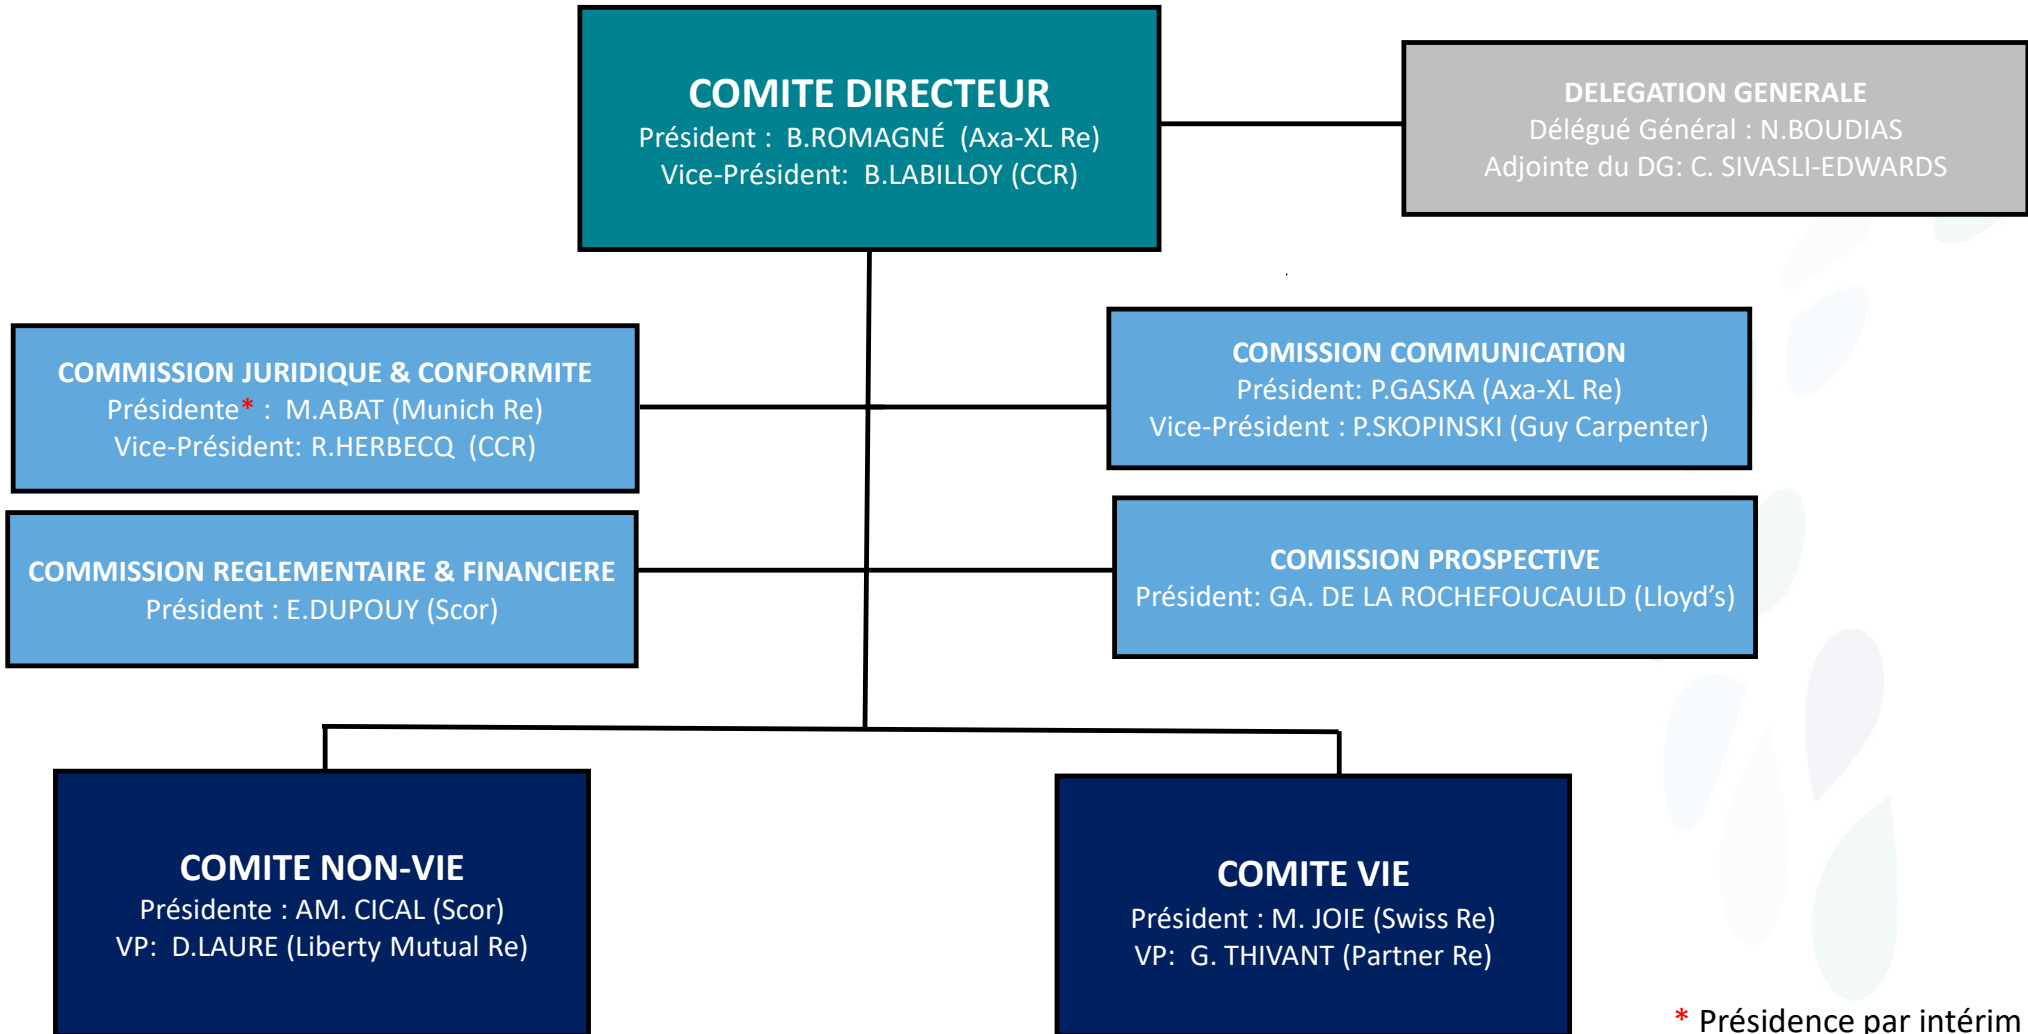 COMITE DIRECTEUR
Président : B.ROMAGNÉ (Axa-XL Re)
Vice-Président: B.LABILLOY (CCR)
DELEGATION GENERALE
Délégué Général : N.BOUDIAS
Adjointe du DG: C. SIVASLI-EDWARDS
COMMISSION JURIDIQUE & CONFORMITE
Présidente* : M.ABAT (Munich Re)
Vice-Président: R.HERBECQ (CCR)
COMISSION COMMUNICATION
Président: P.GASKA (Axa-XL Re)
Vice-Président : P.SKOPINSKI (Guy Carpenter)
COMMISSION REGLEMENTAIRE & FINANCIERE
Président : E.DUPOUY (Scor)
COMISSION PROSPECTIVE
Président: GA. DE LA ROCHEFOUCAULD (Lloyd’s)
COMITE NON-VIE
Présidente : AM. CICAL (Scor)
VP: D.LAURE (Liberty Mutual Re)
COMITE VIE
Président : M. JOIE (Swiss Re)
VP: G. THIVANT (Partner Re)
* Présidence par intérim